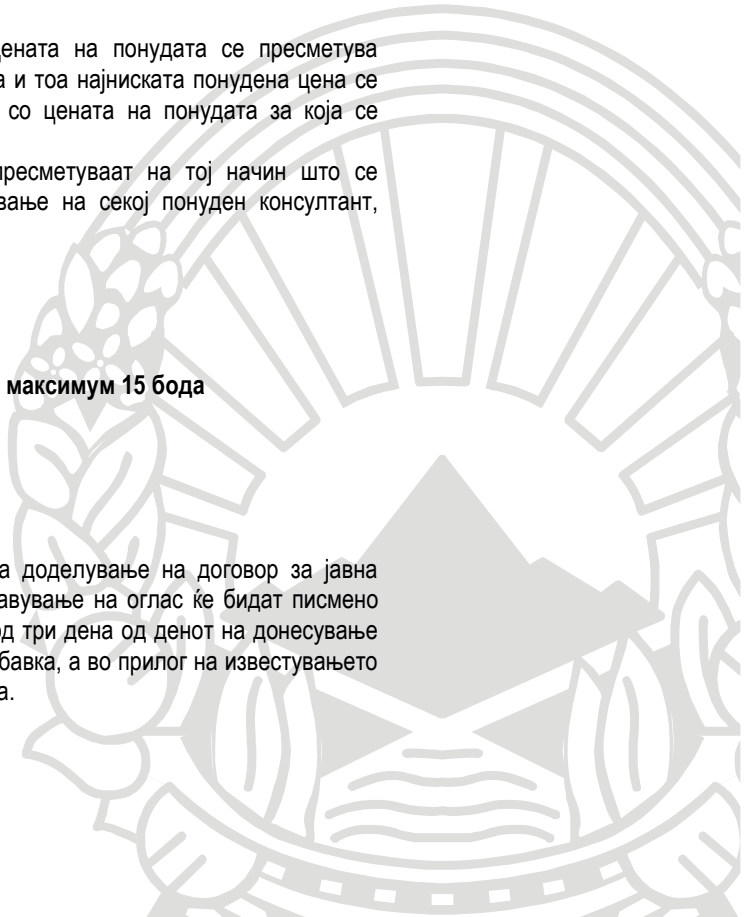 цената на понудата се пресметува
а и тоа најниската понудена цена се
со цената на понудата за која се
пресметуваат на тој начин што се
вање на секој понуден консултант,
максимум 15 бода
а доделување на договор за јавна
авување на оглас ќе бидат писмено
од три дена од денот на донесување
бавка, а во прилог на известувањето
а.